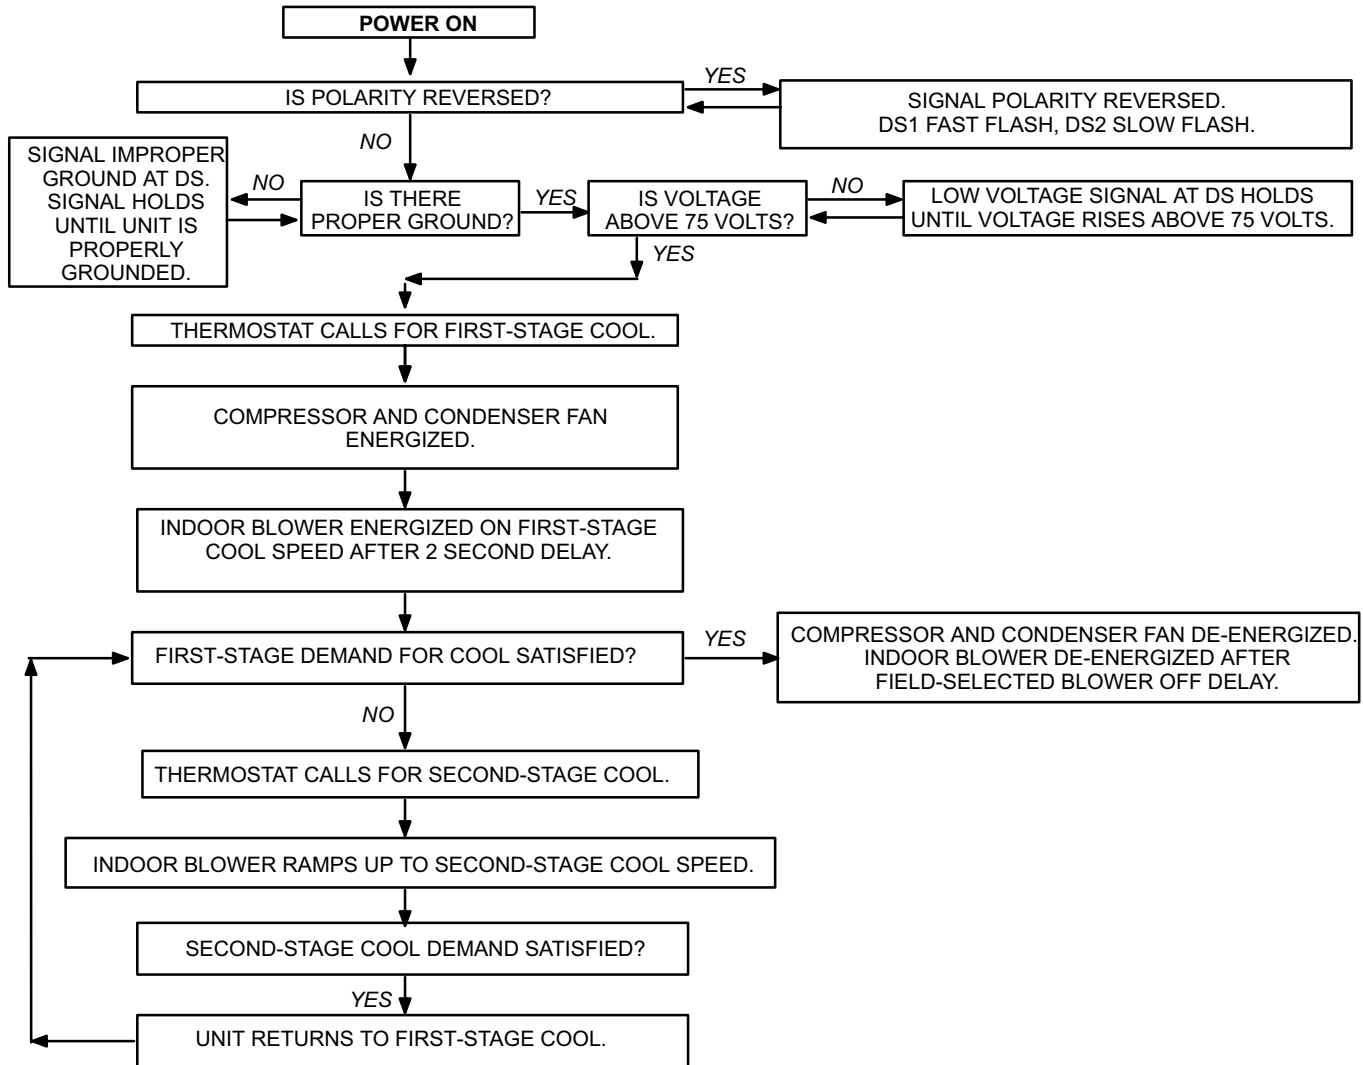 POWER ON
IS POLARITY REVERSED?
YES
SIGNAL POLARITY REVERSED.
DS1 FAST FLASH, DS2 SLOW FLASH.
NO
SIGNAL IMPROPER
GROUND AT DS.
SIGNAL HOLDS
UNTIL UNIT IS
PROPERLY
GROUNDED.
NO
IS THERE
PROPER GROUND?
YES
IS VOLTAGE
ABOVE 75 VOLTS?
NO
LOW VOLTAGE SIGNAL AT DS HOLDS
UNTIL VOLTAGE RISES ABOVE 75 VOLTS.
YES
THERMOSTAT CALLS FOR FIRST-STAGE COOL.
COMPRESSOR AND CONDENSER FAN
ENERGIZED.
INDOOR BLOWER ENERGIZED ON FIRST-STAGE
COOL SPEED AFTER 2 SECOND DELAY.
FIRST-STAGE DEMAND FOR COOL SATISFIED?
YES
COMPRESSOR AND CONDENSER FAN DE-ENERGIZED.
INDOOR BLOWER DE-ENERGIZED AFTER
FIELD-SELECTED BLOWER OFF DELAY.
NO
THERMOSTAT CALLS FOR SECOND-STAGE COOL.
INDOOR BLOWER RAMPS UP TO SECOND-STAGE COOL SPEED.
SECOND-STAGE COOL DEMAND SATISFIED?
YES
UNIT RETURNS TO FIRST-STAGE COOL.